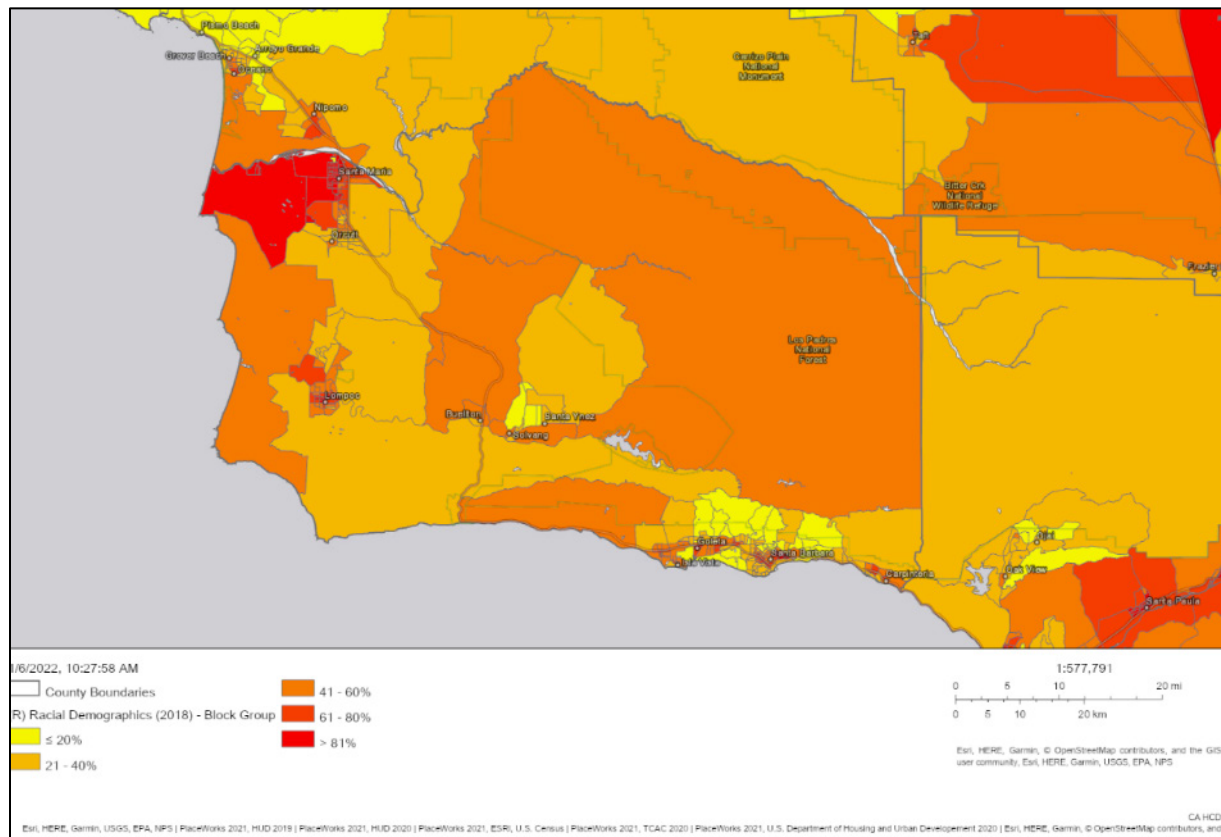 Pismo Beach
Arroyo Grande
Grover Beach
Oceano
Nipomo
Santa Maria
Orcutt
Lompoc
Buellton
Solvang
Santa Ynez
Los Padres
National
Forest
Carrizo Plain
National
Monument
Taft
Bitter Crk
National
Wildlife Refuge
Goleta
Isla Vista
Santa Barbara
Carpinteria
Ojai
Oak View
Santa Paula
1/6/2022, 10:27:58 AM
County Boundaries
R) Racial Demographics (2018) - Block Group
≤ 20%
21 - 40%
41 - 60%
61 - 80%
> 81%
1:577,791
0 5 10 20 mi
0 5 10 20 km
Esri, HERE, Garmin, © OpenStreetMap contributors, and the GIS
user community, Esri, HERE, Garmin, USGS, EPA, NPS
CA HCD
Esri, HERE, Garmin, USGS, EPA, NPS | PlaceWorks 2021, HUD 2019 | PlaceWorks 2021, HUD 2020 | PlaceWorks 2021, ESRI, U.S. Census | PlaceWorks 2021, TCAC 2020 | PlaceWorks 2021, U.S. Department of Housing and Urban Developement 2020 | Esri, HERE, Garmin, © OpenStreetMap contributors, and